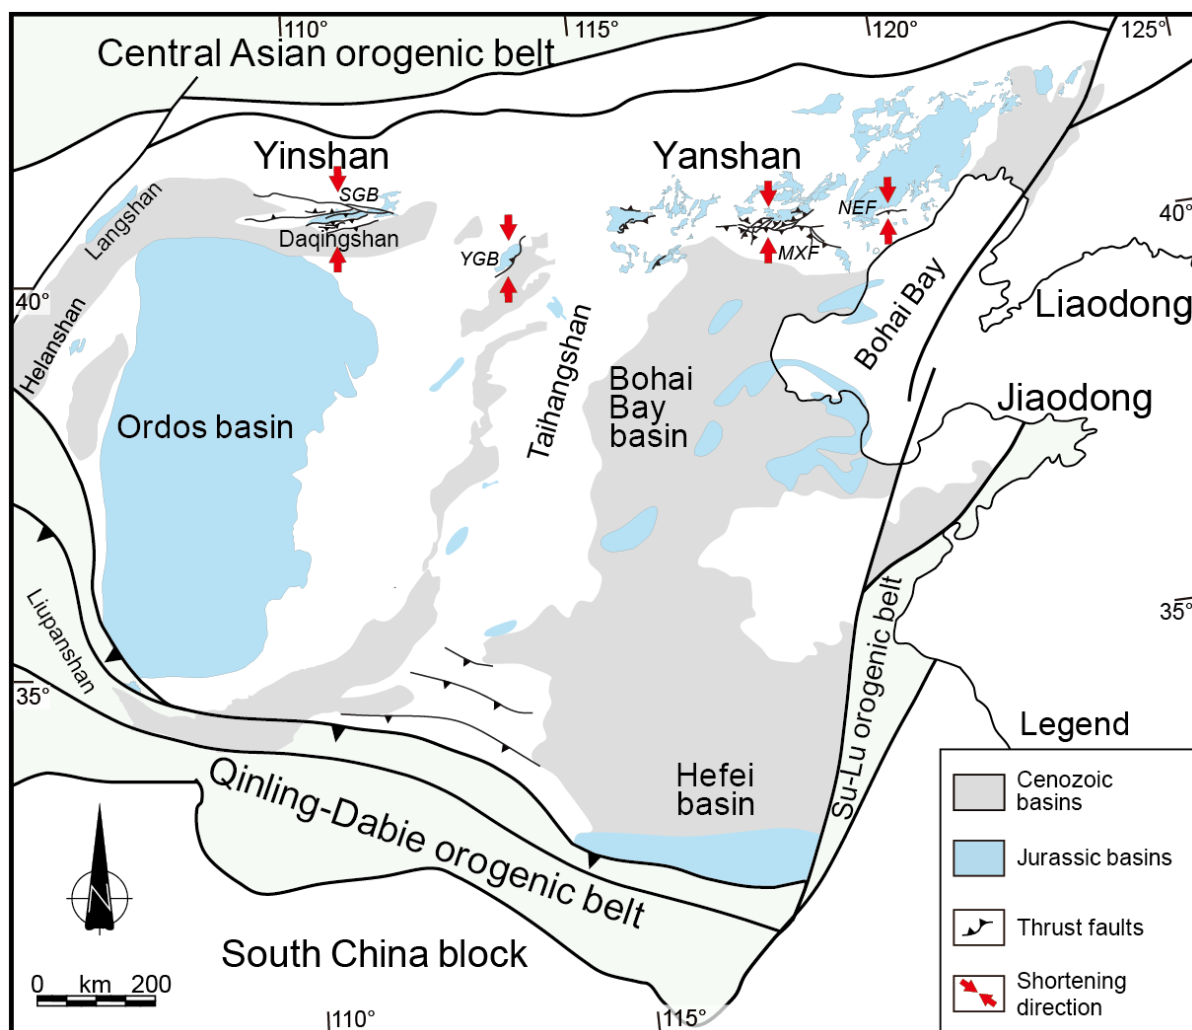 110°
115°
120°
125°
Central Asian orogenic belt
Yinshan
Yanshan
SGB
NEF
40°
Langshan
Daqingshan
YGB
MXF
40°
Helanshan
Bohai Bay
Liaodong
Taihangshan
Bohai
Bay
basin
Ordos basin
Jiaodong
Liupanshan
35°
35°
Su-Lu orogenic belt
Legend
Hefei
basin
Qinling-Dabie orogenic belt
Cenozoic
basins
Jurassic basins
N
South China block
Thrust faults
0 km 200
Shortening
direction
110°
115°